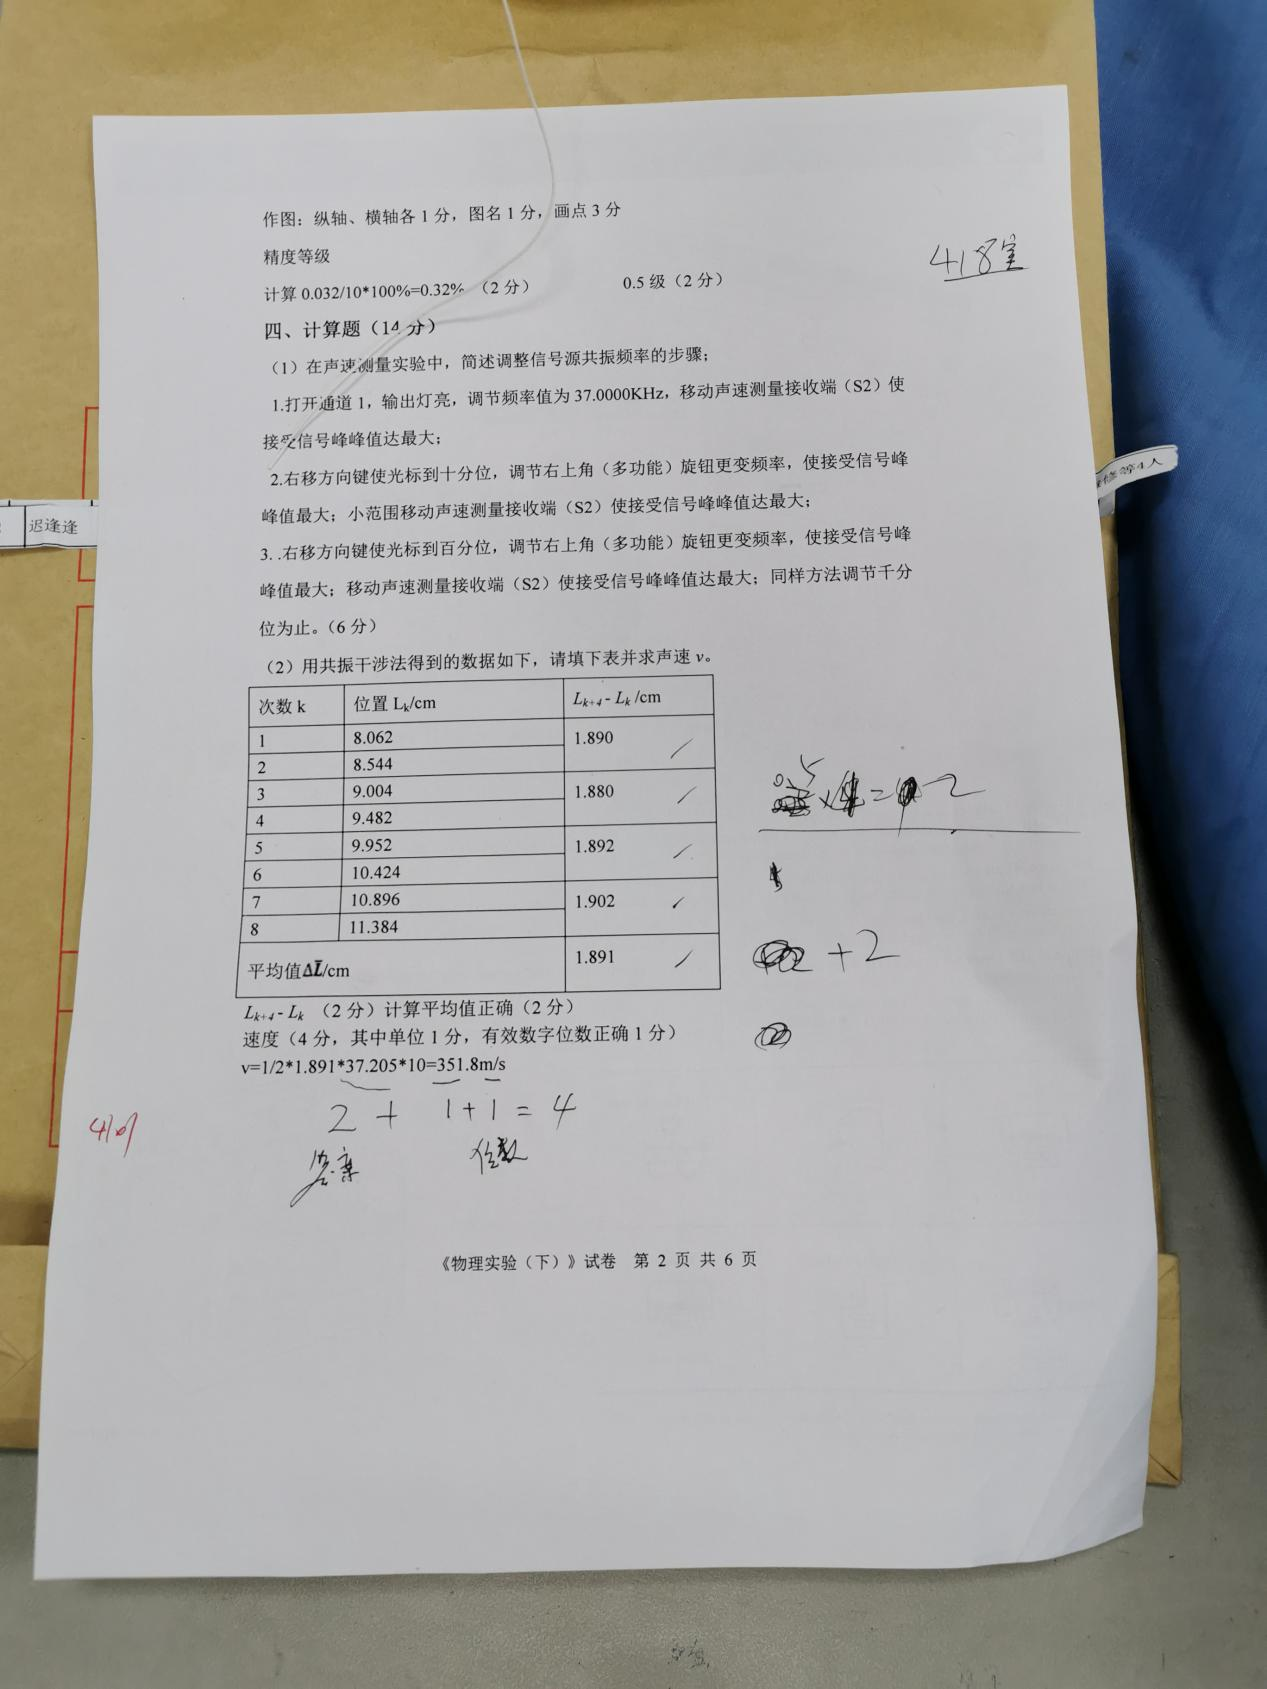 作图：纵轴、横轴各1分，图名1分，画点3分
精度等级
418室
计算 0.032/10*100%=0.32% （2分） 0.5级（2分）
四、计算题（14分）
（1）在声速测量实验中，简述调整信号源共振频率的步骤；
1.打开通道1，输出灯亮，调节频率值为37.0000KHz，移动声速测量接收端（S2）使
接受信号峰峰值达最大；
2.右移方向键使光标到十分位，调节右上角（多功能）旋钮更变频率，使接受信号峰
峰值最大；小范围移动声速测量接收端（S2）使接受信号峰峰值达最大；
修等4人
迟逢逢
3. .右移方向键使光标到百分位，调节右上角（多功能）旋钮更变频率，使接受信号峰
峰值最大；移动声速测量接收端（S2）使接受信号峰峰值达最大；同样方法调节千分
位为止。（6分）
（2）用共振干涉法得到的数据如下，请填下表并求声速 v。
次数 k 位置 Lk/cm Lk+4 - Lk /cm
1 8.062 1.890
2 8.544
3 9.004 1.880
4 9.482
5 9.952 1.892
6 10.424
7 10.896 1.902
8 11.384
平均值ΔL̄/cm 1.891
+2
Lk+4 - Lk （2分）计算平均值正确（2分）
速度（4分，其中单位1分，有效数字位数正确1分）
v=1/2*1.891*37.205*10=351.8m/s
2 + 1+1 = 4
答案 位数
《物理实验（下）》试卷 第 2 页 共 6 页